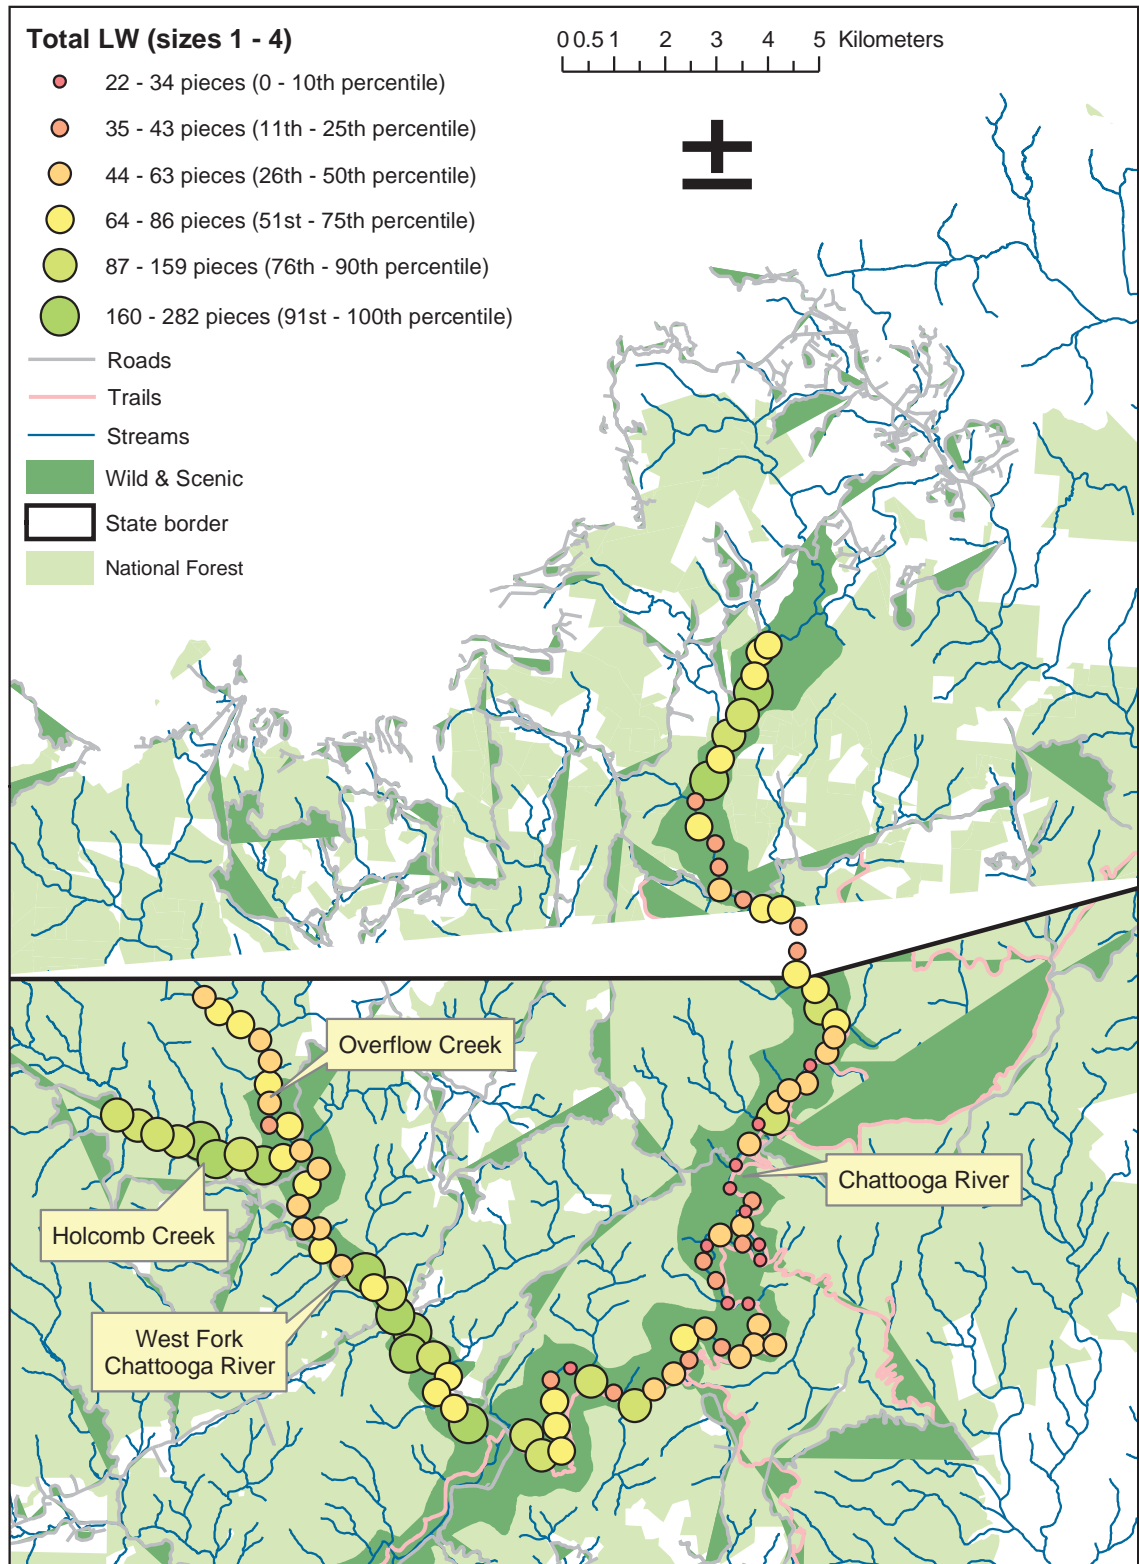 Total LW (sizes 1 - 4)
22 - 34 pieces (0 - 10th percentile)
35 - 43 pieces (11th - 25th percentile)
44 - 63 pieces (26th - 50th percentile)
64 - 86 pieces (51st - 75th percentile)
87 - 159 pieces (76th - 90th percentile)
160 - 282 pieces (91st - 100th percentile)
Roads
Trails
Streams
Wild & Scenic
State border
National Forest
0 0.5 1 2 3 4 5 Kilometers
Overflow Creek
Chattooga River
Holcomb Creek
West Fork
Chattooga River